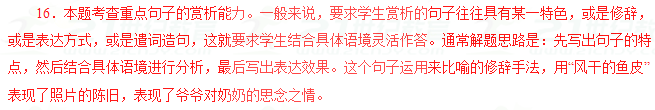 16．本题考查重点句子的赏析能力。一般来说，要求学生赏析的句子往往具有某一特色，或是修辞，
或是表达方式，或是遣词造句，这就要求学生结合具体语境灵活作答。通常解题思路是：先写出句子的特
点，然后结合具体语境进行分析，最后写出表达效果。这个句子运用来比喻的修辞手法，用“风干的鱼皮”
表现了照片的陈旧，表现了爷爷对奶奶的思念之情。